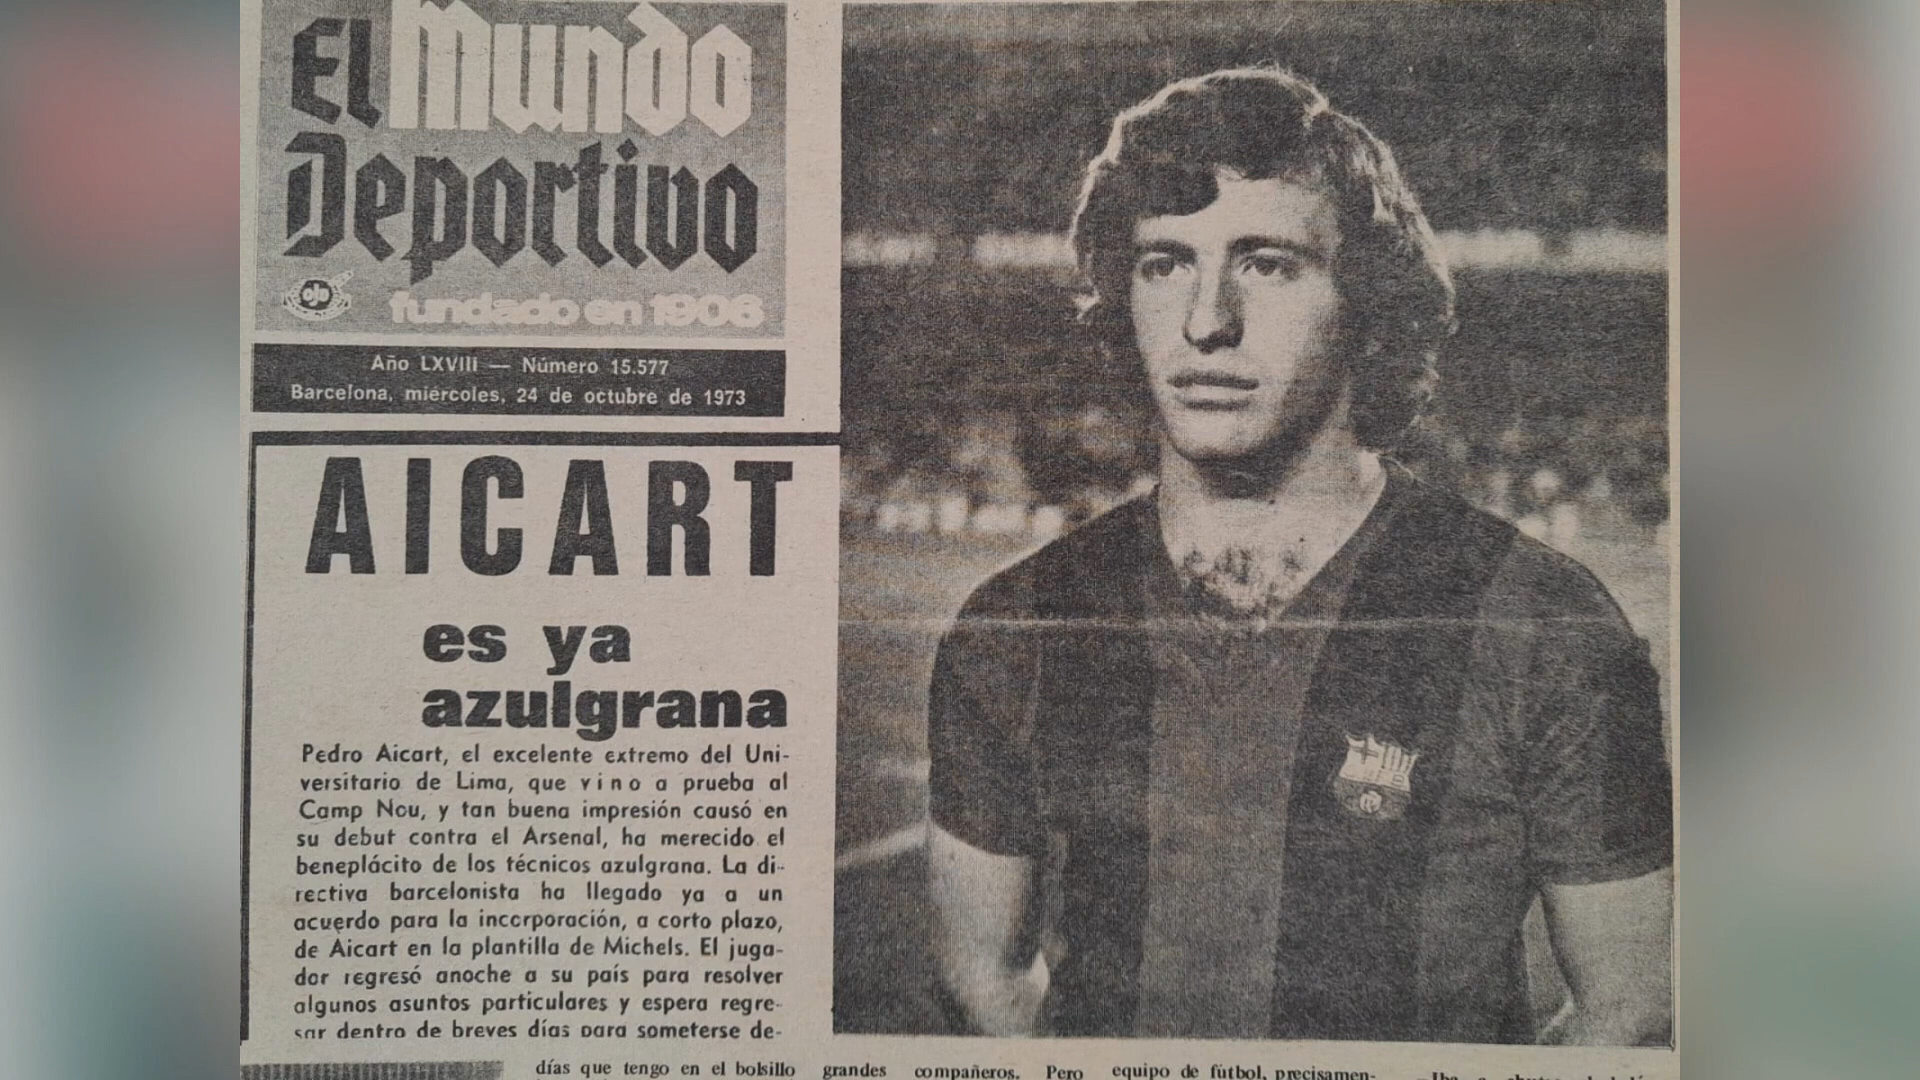 El Mundo
Deportivo
ojd
fundado en 1906
Año LXVIII — Número 15.577
Barcelona, miércoles, 24 de octubre de 1973
AICART
es ya
azulgrana
Pedro Aicart, el excelente extremo del Uni-
versitario de Lima, que vino a prueba al
Camp Nou, y tan buena impresión causó en
su debut contra el Arsenal, ha merecido el
beneplácito de los técnicos azulgrana. La di-
rectiva barcelonista ha llegado ya a un
acuerdo para la incorporación, a corto plazo,
de Aicart en la plantilla de Michels. El juga-
dor regresó anoche a su país para resolver
algunos asuntos particulares y espera regre-
sar dentro de breves días para someterse de-
días que tengo en el bolsillo
grandes compañeros. Pero
equipo de fútbol, precisamen-